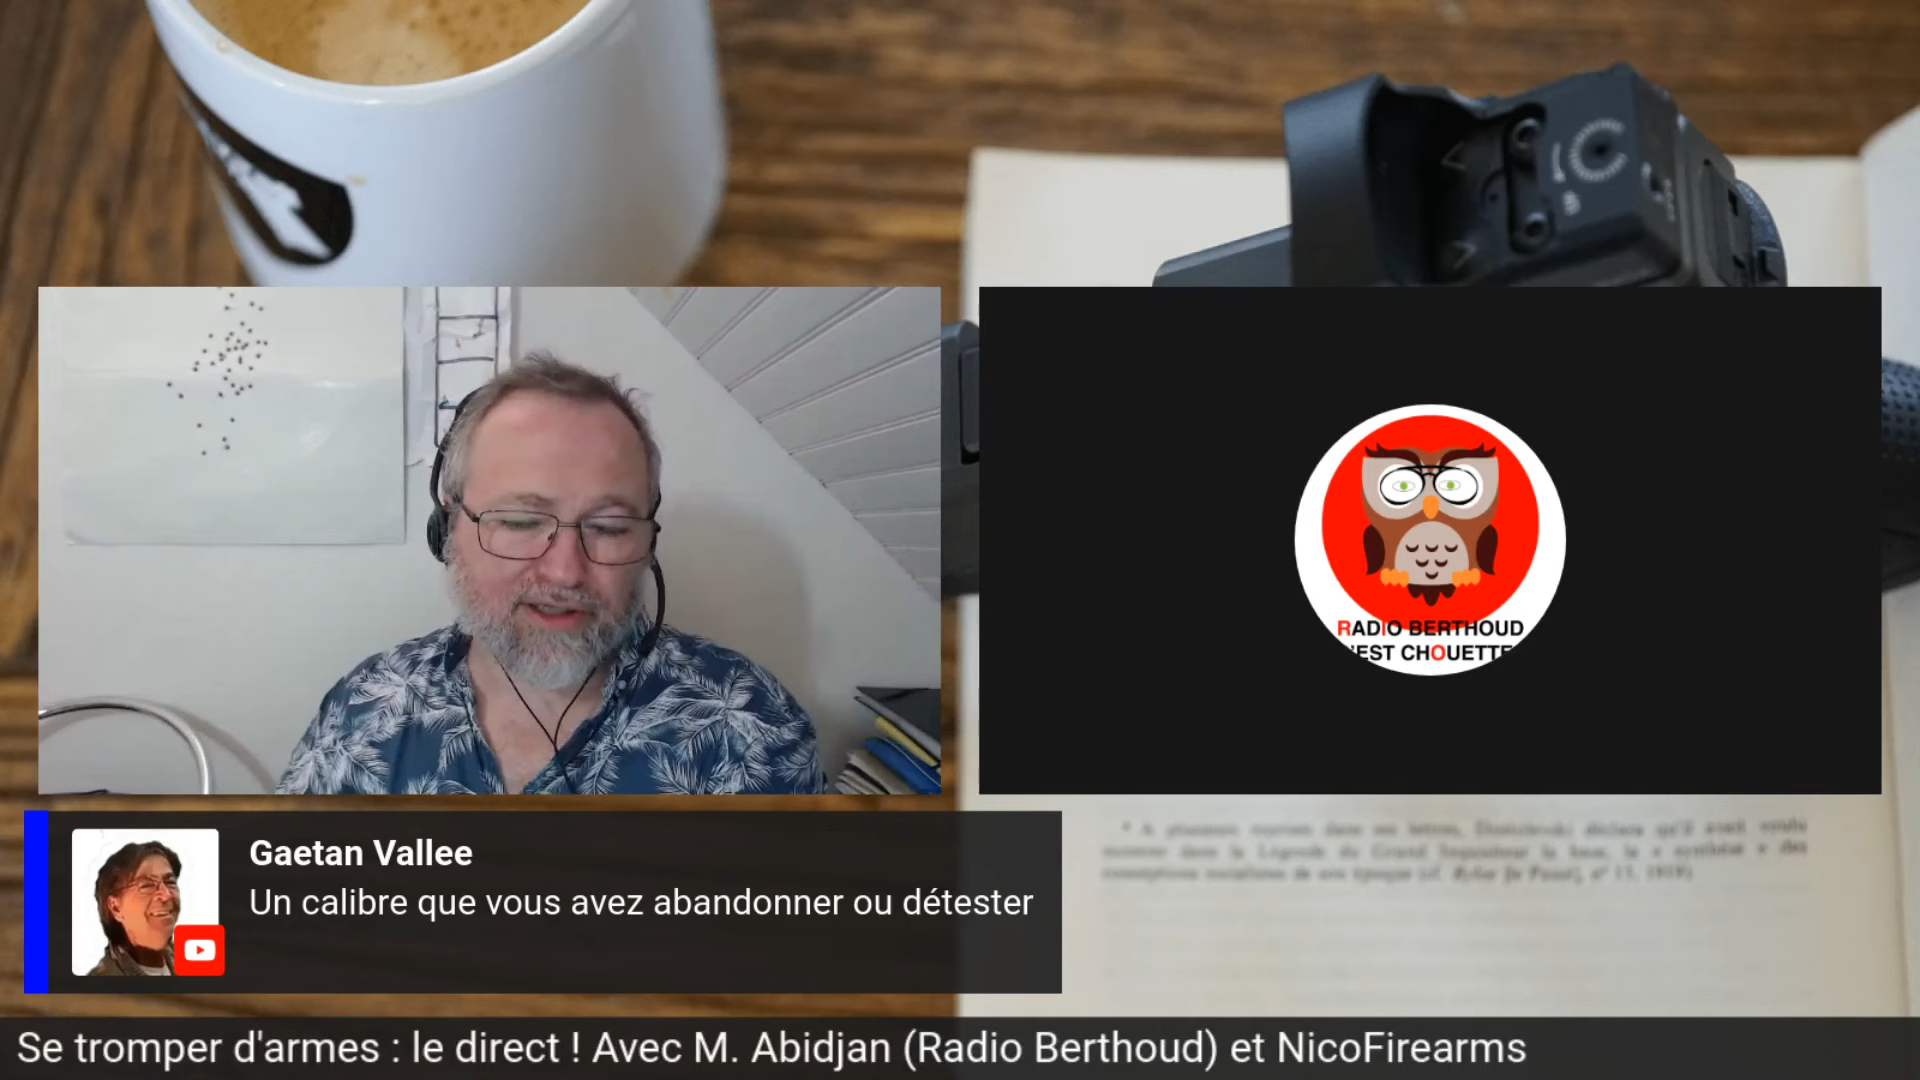 RADIO BERTHOUD
'EST CHOUETTE
Gaetan Vallee
Un calibre que vous avez abandonner ou détester
Se tromper d'armes : le direct ! Avec M. Abidjan (Radio Berthoud) et NicoFirearms